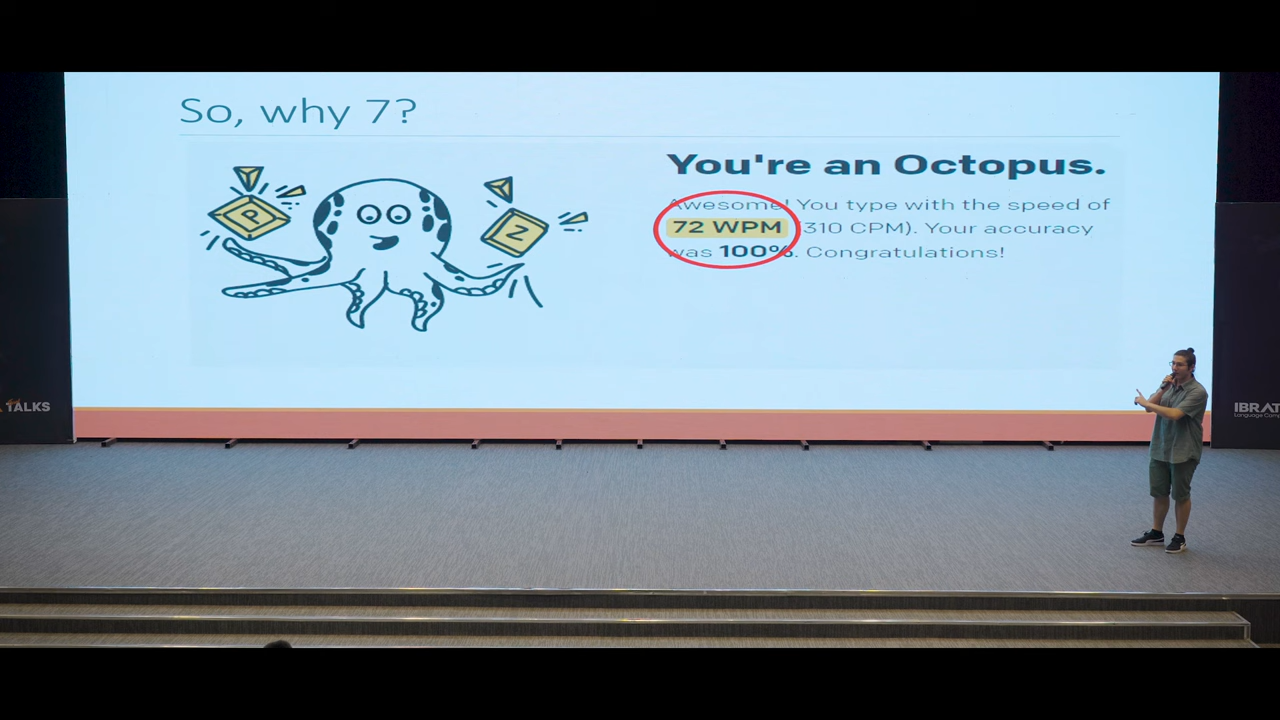 So, why 7?
P
Z
You're an Octopus.
Awesome! You type with the speed of
72 WPM (310 CPM). Your accuracy
was 100%. Congratulations!
TALKS
IBRAT
Language